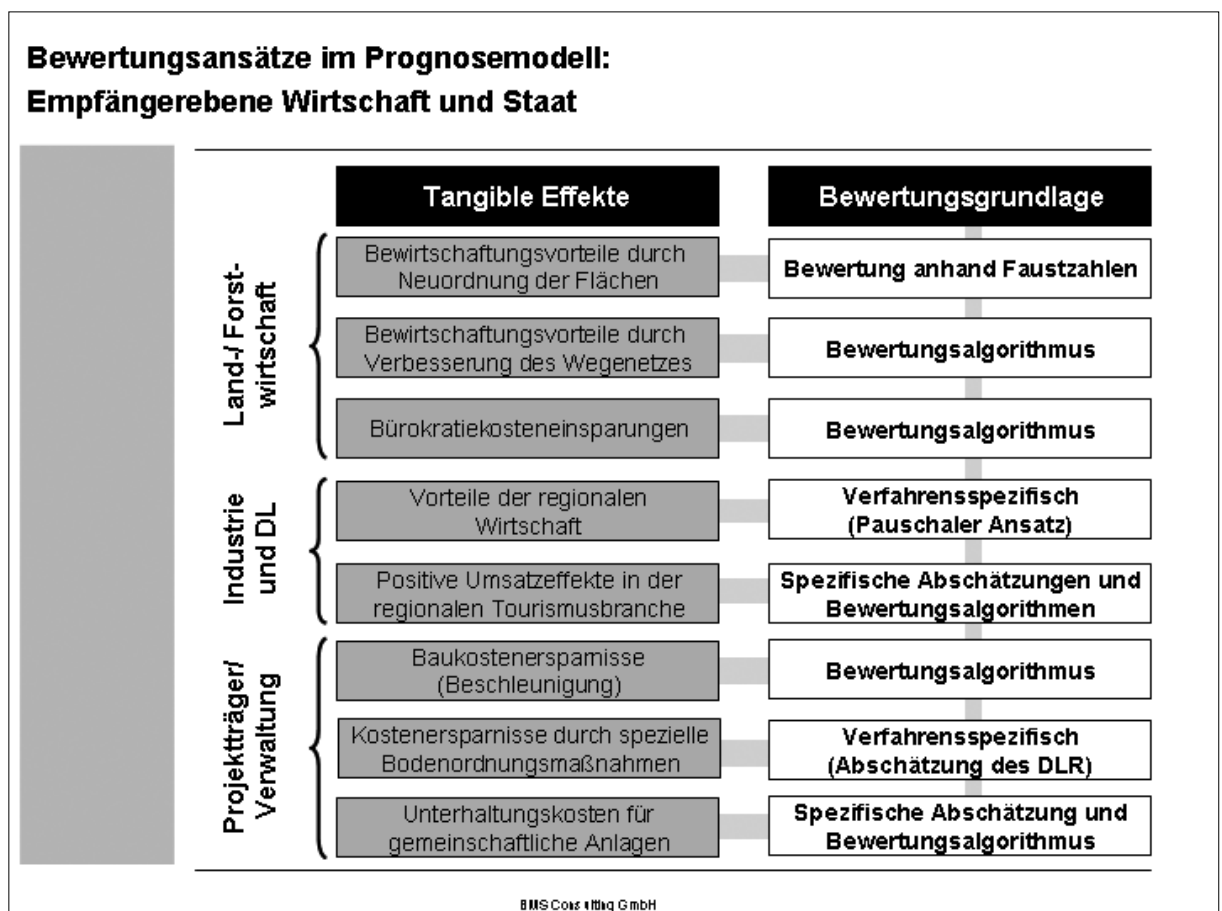 Bewertungsansätze im Prognosemodell:
Empfängerebene Wirtschaft und Staat
Tangible Effekte
Bewertungsgrundlage
Land-/ Forst-
wirtschaft
Bewirtschaftungsvorteile durch
Neuordnung der Flächen
Bewertung anhand Faustzahlen
Bewirtschaftungsvorteile durch
Verbesserung des Wegenetzes
Bewertungsalgorithmus
Bürokratiekosteneinsparungen
Bewertungsalgorithmus
Industrie
und DL
Vorteile der regionalen
Wirtschaft
Verfahrensspezifisch
(Pauschaler Ansatz)
Positive Umsatzeffekte in der
regionalen Tourismusbranche
Spezifische Abschätzungen und
Bewertungsalgorithmen
Projektträger/
Verwaltung
Baukostenersparnisse
(Beschleunigung)
Bewertungsalgorithmus
Kostenersparnisse durch spezielle
Bodenordnungsmaßnahmen
Verfahrensspezifisch
(Abschätzung des DLR)
Unterhaltungskosten für
gemeinschaftliche Anlagen
Spezifische Abschätzung und
Bewertungsalgorithmus
BMS Consulting GmbH